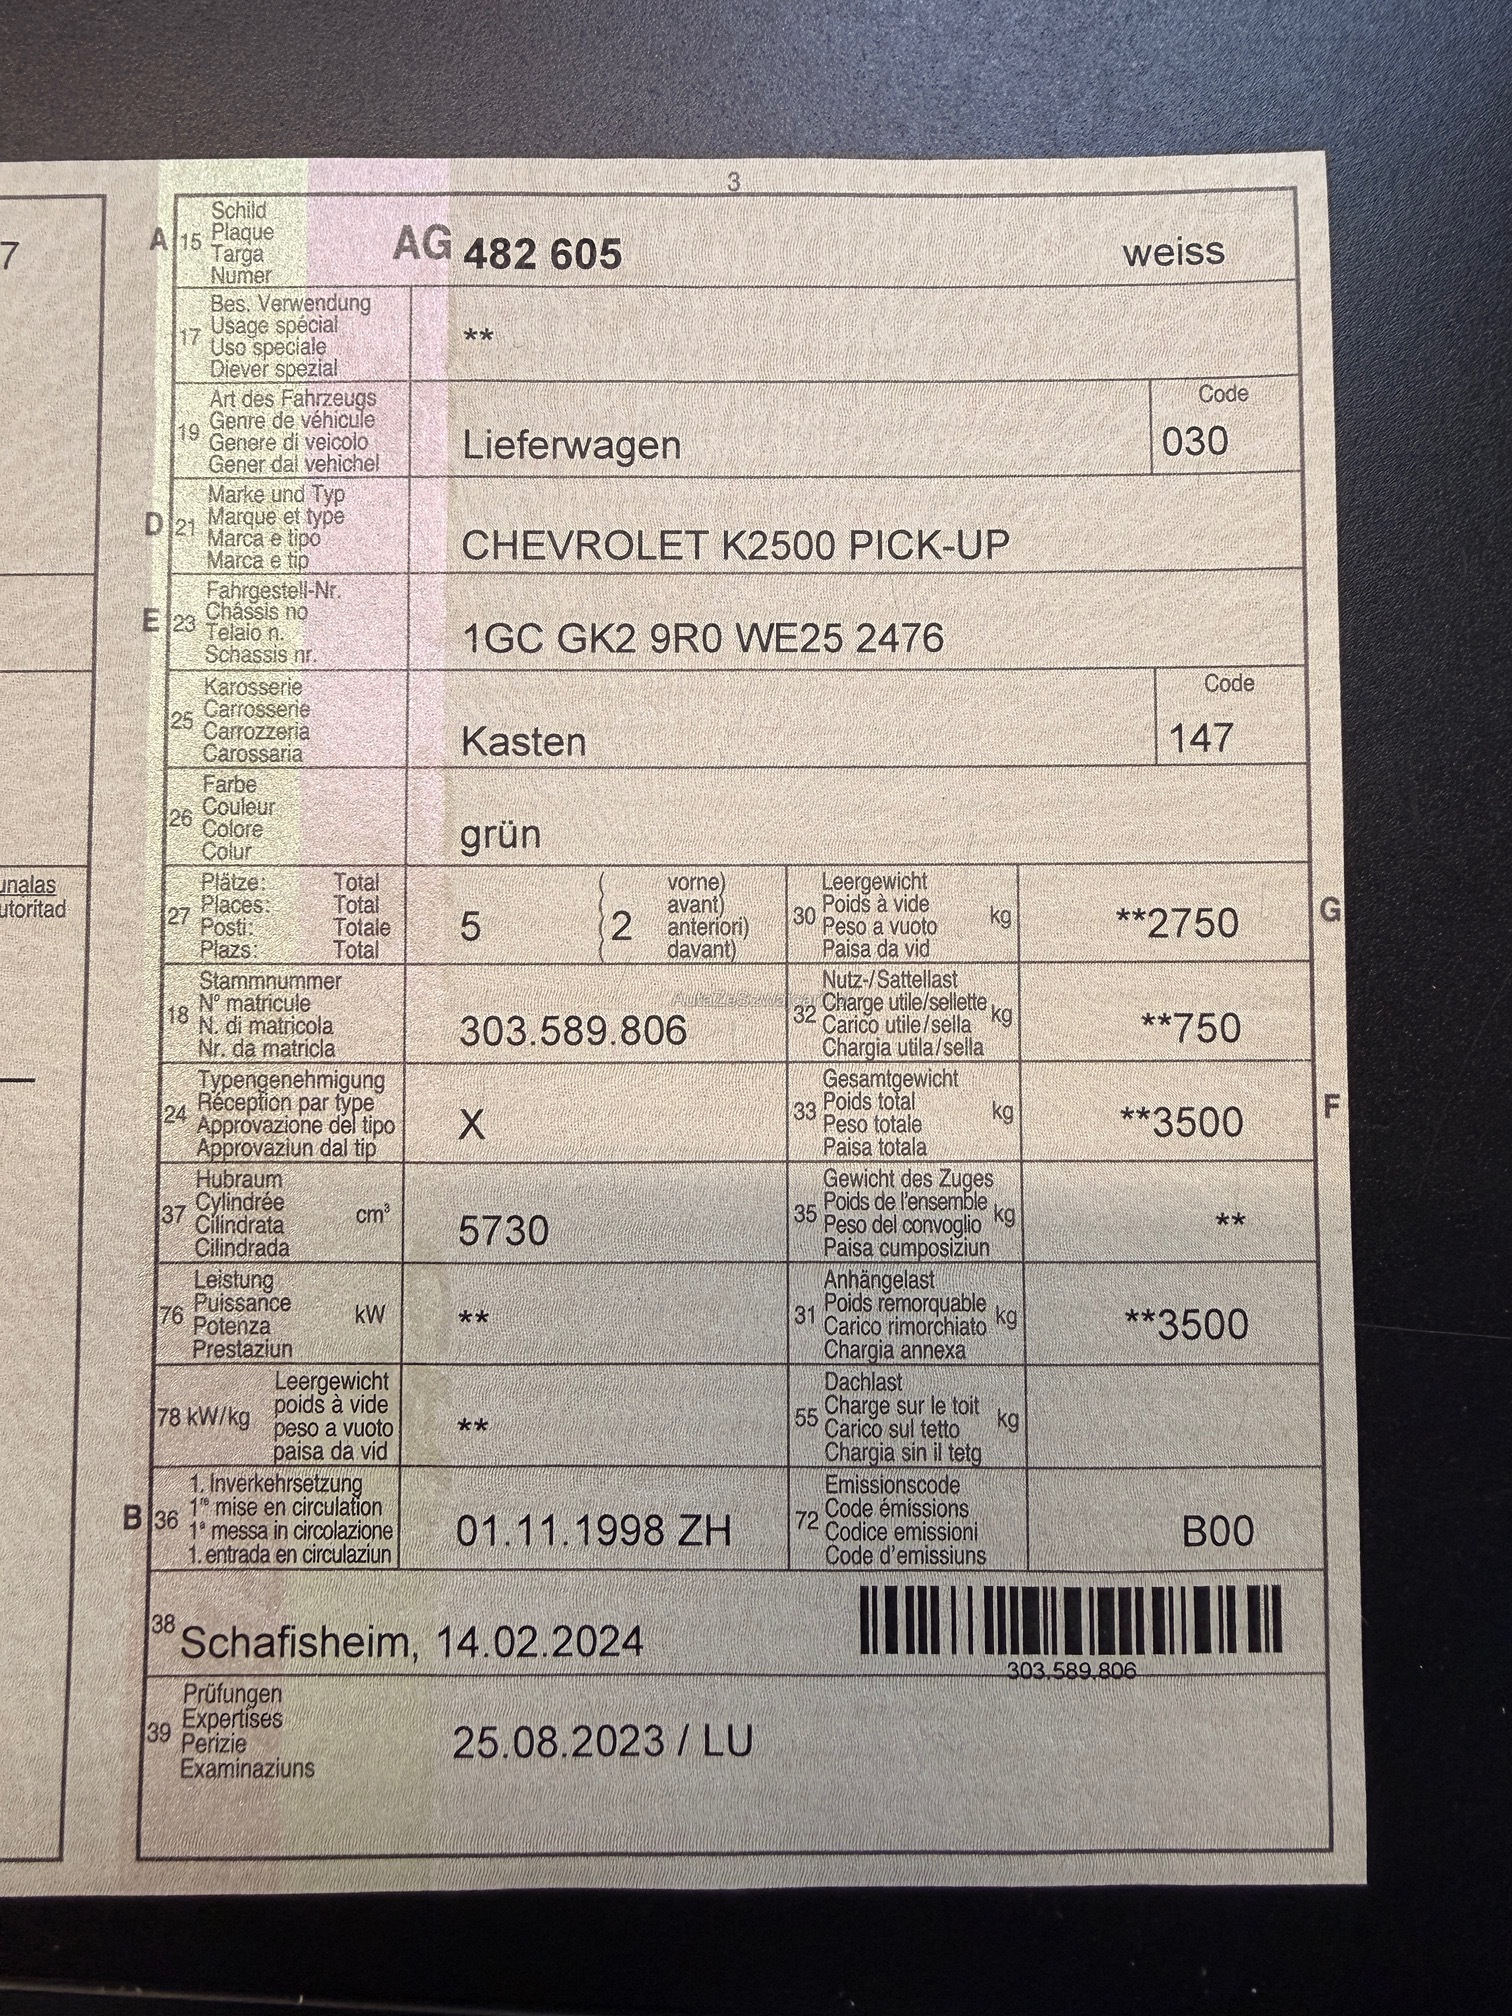 3
7
A 15 Schild
Plaque
Targa
Numer
AG 482 605 weiss
17 Bes. Verwendung
Usage spécial
Uso speciale
Diever spezial
**
19 Art des Fahrzeugs
Genre de véhicule
Genere di veicolo
Gener dal vehichel
Lieferwagen
Code
030
D 21 Marke und Typ
Marque et type
Marca e tipo
Marca e tip
CHEVROLET K2500 PICK-UP
E 23 Fahrgestell-Nr.
Châssis no
Telaio n.
Schassis nr.
1GC GK2 9R0 WE25 2476
25 Karosserie
Carrosserie
Carrozzeria
Carossaria
Kasten
Code
147
26 Farbe
Couleur
Colore
Colur
grün
unalas
utoritad
27 Plätze: Total
Places: Total
Posti: Totale
Plazs: Total
5 (2 vorne)
avant)
anteriori)
davant)
30 Leergewicht
Poids à vide
Peso a vuoto
Paisa da vid
kg
**2750
G
18 Stammnummer
N° matricule
N. di matricola
Nr. da matricla
303.589.806
32 Nutz-/Sattellast
Charge utile/sellette
Carico utile/sella
Chargia utila/sella
kg
**750
24 Typengenehmigung
Réception par type
Approvazione del tipo
Approvaziun dal tip
X
33 Gesamtgewicht
Poids total
Peso totale
Paisa totala
kg
**3500
F
37 Hubraum
Cylindrée
Cilindrata
Cilindrada
cm³
5730
35 Gewicht des Zuges
Poids de l'ensemble
Peso del convoglio
Paisa cumposiziun
kg
**
76 Leistung
Puissance
Potenza
Prestaziun
kW
**
31 Anhängelast
Poids remorquable
Carico rimorchiato
Chargia annexa
kg
**3500
78 kW/kg Leergewicht
poids à vide
peso a vuoto
paisa da vid
**
55 Dachlast
Charge sur le toit
Carico sul tetto
Chargia sin il tetg
kg
B 36 1. Inverkehrsetzung
1re mise en circulation
1a messa in circolazione
1. entrada en circulaziun
01.11.1998 ZH
72 Emissionscode
Code émissions
Codice emissioni
Code d'emissiuns
B00
38 Schafisheim, 14.02.2024
303.589.806
39 Prüfungen
Expertises
Perizie
Examinaziuns
25.08.2023 / LU